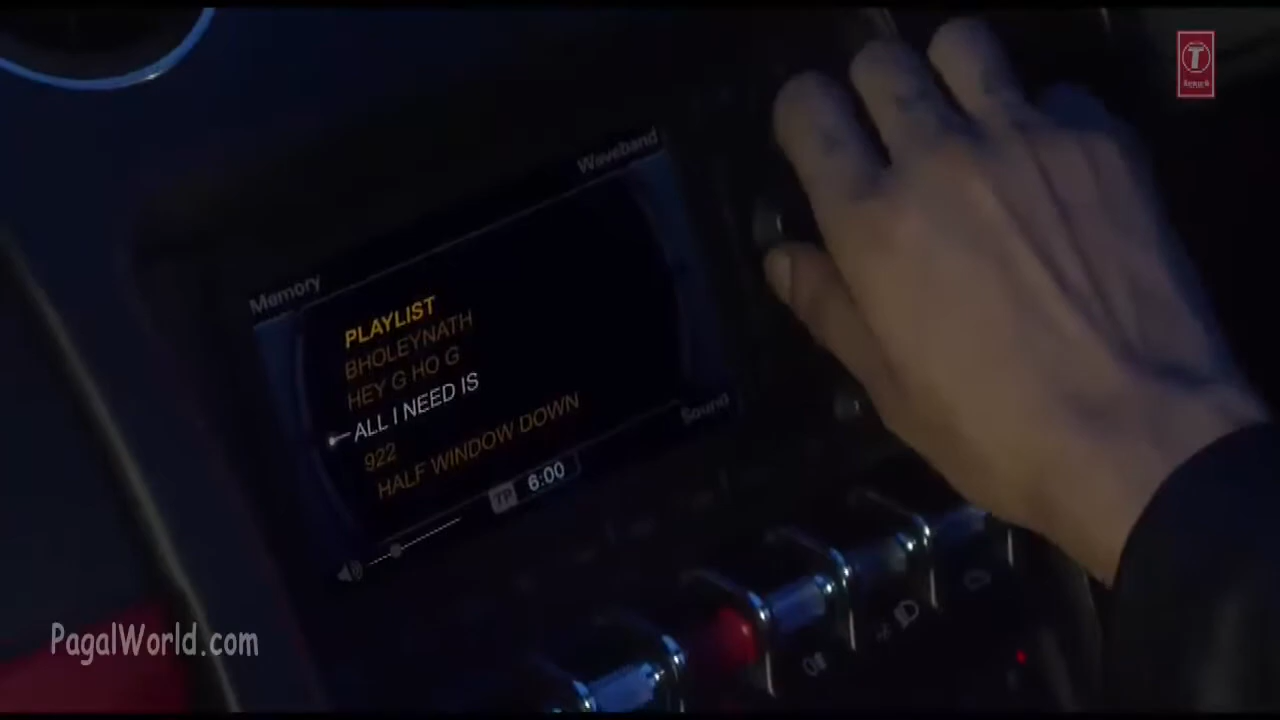 Waveband
Memory
PLAYLIST
BHOLEYNATH
HEY G HO G
ALL I NEED IS
922
HALF WINDOW DOWN
Sound
TP 6:00
T
PagalWorld.com